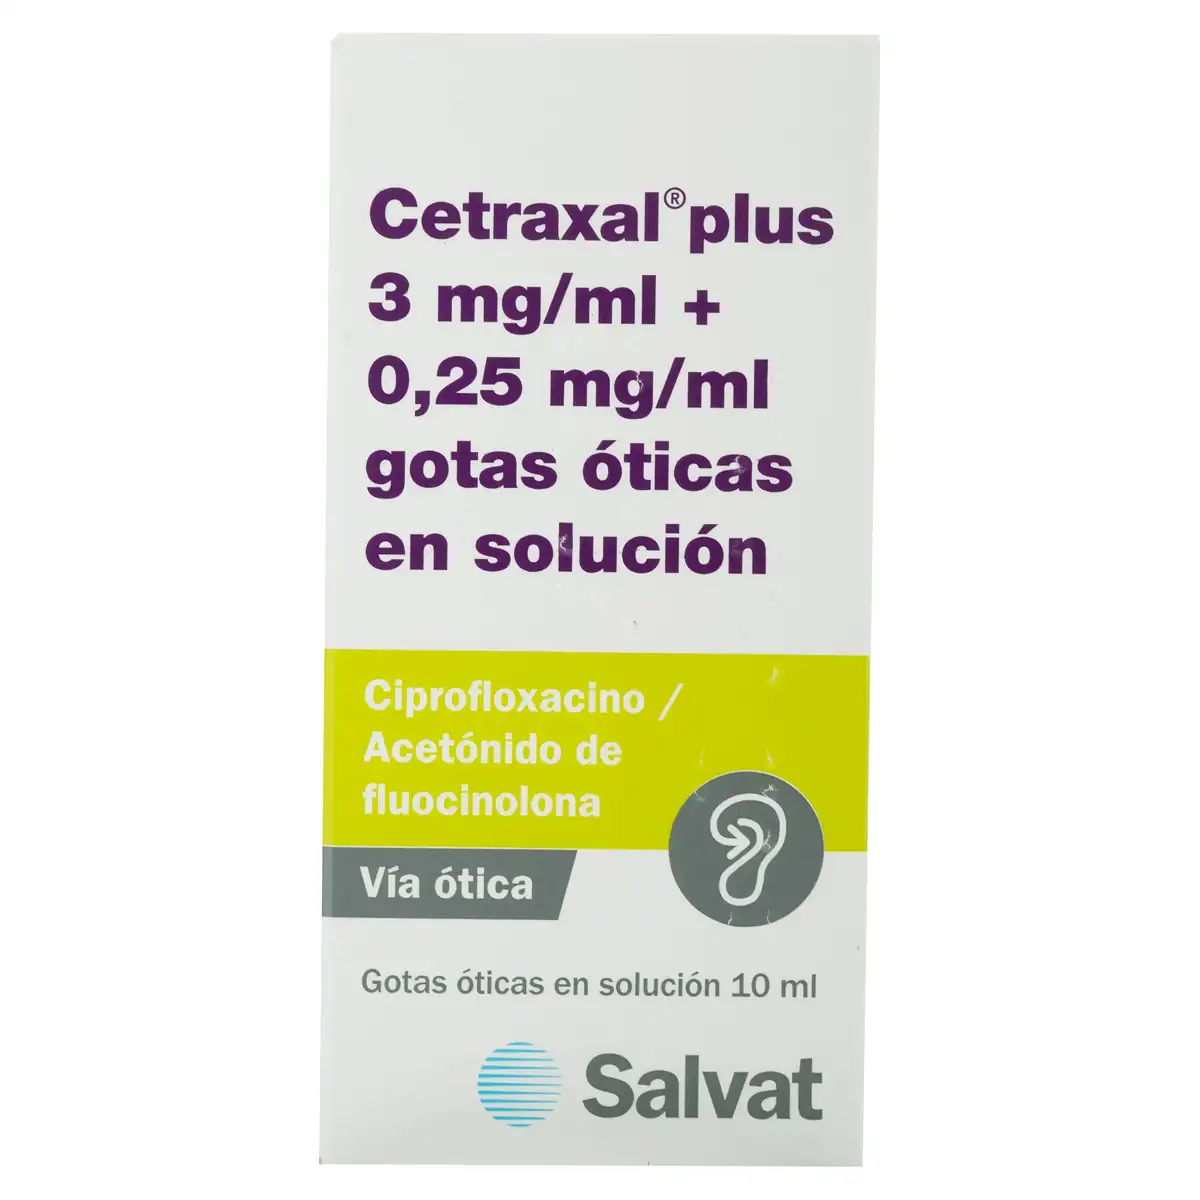 Cetraxal® plus
3 mg/ml +
0,25 mg/ml
gotas óticas
en solución
Ciprofloxacino /
Acetónido de
fluocinolona
Vía ótica
Gotas óticas en solución 10 ml
Salvat